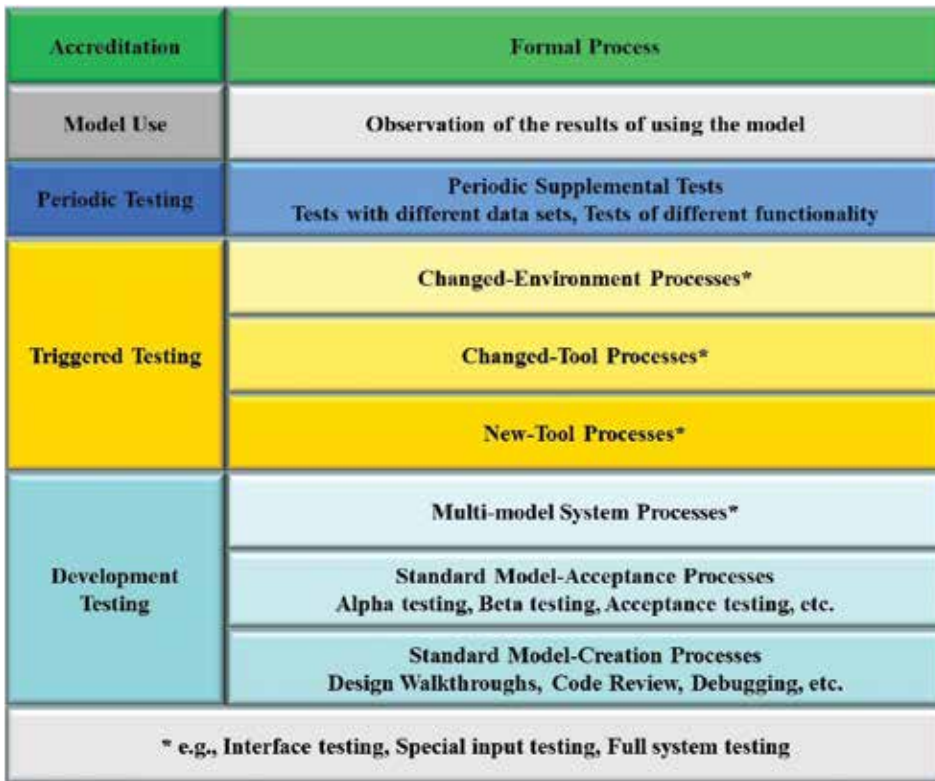 Accreditation
Formal Process
Model Use
Observation of the results of using the model
Periodic Testing
Periodic Supplemental Tests
Tests with different data sets, Tests of different functionality
Triggered Testing
Changed-Environment Processes*
Changed-Tool Processes*
New-Tool Processes*
Development
Testing
Multi-model System Processes*
Standard Model-Acceptance Processes
Alpha testing, Beta testing, Acceptance testing, etc.
Standard Model-Creation Processes
Design Walkthroughs, Code Review, Debugging, etc.
* e.g., Interface testing, Special input testing, Full system testing